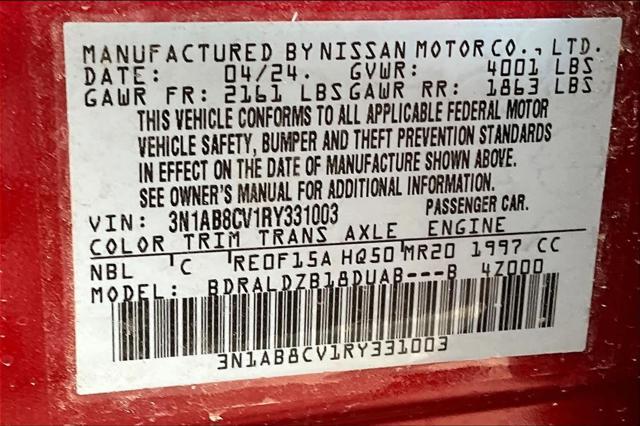 MANUFACTURED BY NISSAN MOTOR CO., LTD.
DATE: 04/24. GVWR: 4001 LBS
GAWR FR: 2161 LBS GAWR RR: 1863 LBS
THIS VEHICLE CONFORMS TO ALL APPLICABLE FEDERAL MOTOR
VEHICLE SAFETY, BUMPER AND THEFT PREVENTION STANDARDS
IN EFFECT ON THE DATE OF MANUFACTURE SHOWN ABOVE.
SEE OWNER'S MANUAL FOR ADDITIONAL INFORMATION.
VIN: 3N1AB8CV1RY331003 PASSENGER CAR.
COLOR TRIM TRANS AXLE ENGINE
NBL C RE0F15A HQ50 MR20 1997 CC
MODEL: BDRALDZB18DUAB---B 4Z000
3N1AB8CV1RY331003